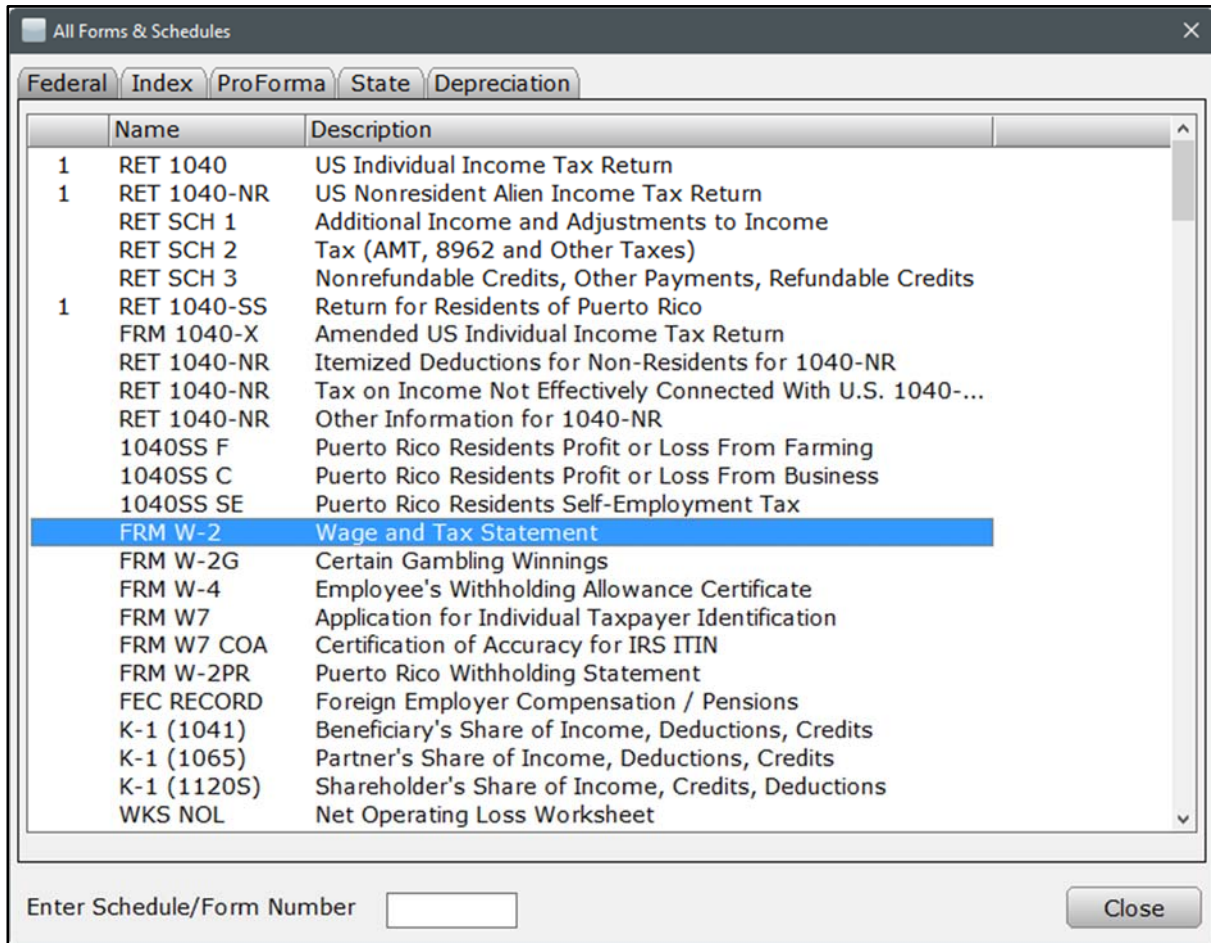 All Forms & Schedules
Federal Index ProForma State Depreciation
Name Description
1 RET 1040 US Individual Income Tax Return
1 RET 1040-NR US Nonresident Alien Income Tax Return
RET SCH 1 Additional Income and Adjustments to Income
RET SCH 2 Tax (AMT, 8962 and Other Taxes)
RET SCH 3 Nonrefundable Credits, Other Payments, Refundable Credits
1 RET 1040-SS Return for Residents of Puerto Rico
FRM 1040-X Amended US Individual Income Tax Return
RET 1040-NR Itemized Deductions for Non-Residents for 1040-NR
RET 1040-NR Tax on Income Not Effectively Connected With U.S. 1040-...
RET 1040-NR Other Information for 1040-NR
1040SS F Puerto Rico Residents Profit or Loss From Farming
1040SS C Puerto Rico Residents Profit or Loss From Business
1040SS SE Puerto Rico Residents Self-Employment Tax
FRM W-2 Wage and Tax Statement
FRM W-2G Certain Gambling Winnings
FRM W-4 Employee's Withholding Allowance Certificate
FRM W7 Application for Individual Taxpayer Identification
FRM W7 COA Certification of Accuracy for IRS ITIN
FRM W-2PR Puerto Rico Withholding Statement
FEC RECORD Foreign Employer Compensation / Pensions
K-1 (1041) Beneficiary's Share of Income, Deductions, Credits
K-1 (1065) Partner's Share of Income, Deductions, Credits
K-1 (1120S) Shareholder's Share of Income, Credits, Deductions
WKS NOL Net Operating Loss Worksheet
Enter Schedule/Form Number Close